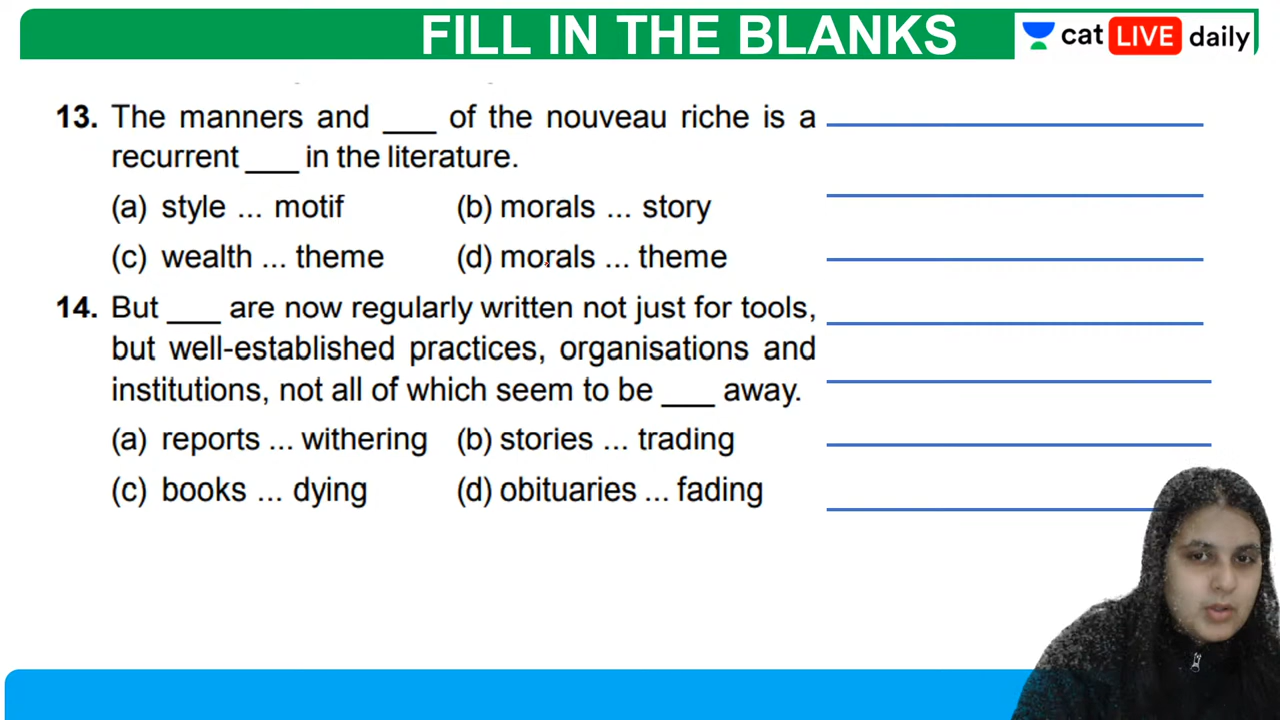 FILL IN THE BLANKS
cat LIVE daily
13. The manners and ___ of the nouveau riche is a
recurrent ___ in the literature.
(a) style ... motif (b) morals ... story
(c) wealth ... theme (d) morals ... theme
14. But ___ are now regularly written not just for tools,
but well-established practices, organisations and
institutions, not all of which seem to be ___ away.
(a) reports ... withering (b) stories ... trading
(c) books ... dying (d) obituaries ... fading